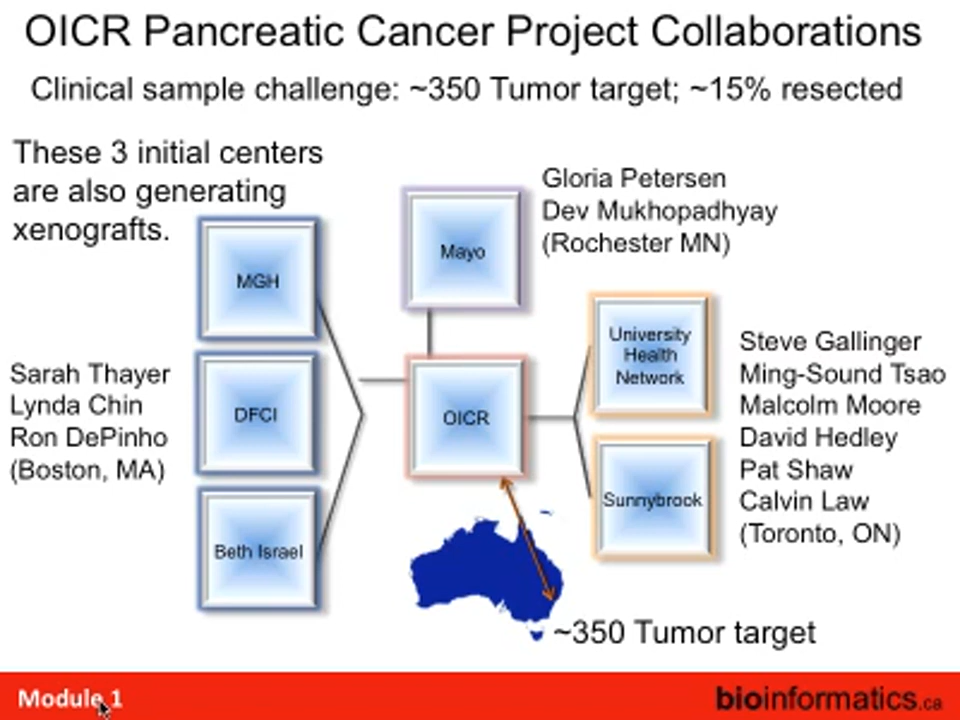 OICR Pancreatic Cancer Project Collaborations
Clinical sample challenge: ~350 Tumor target; ~15% resected
These 3 initial centers
are also generating
xenografts.
Gloria Petersen
Dev Mukhopadhyay
(Rochester MN)
Mayo
MGH
University
Health
Network
Steve Gallinger
Ming-Sound Tsao
Malcolm Moore
David Hedley
Pat Shaw
Calvin Law
(Toronto, ON)
Sarah Thayer
Lynda Chin
Ron DePinho
(Boston, MA)
DFCI
OICR
Sunnybrook
Beth Israel
~350 Tumor target
Module 1
bioinformatics.ca